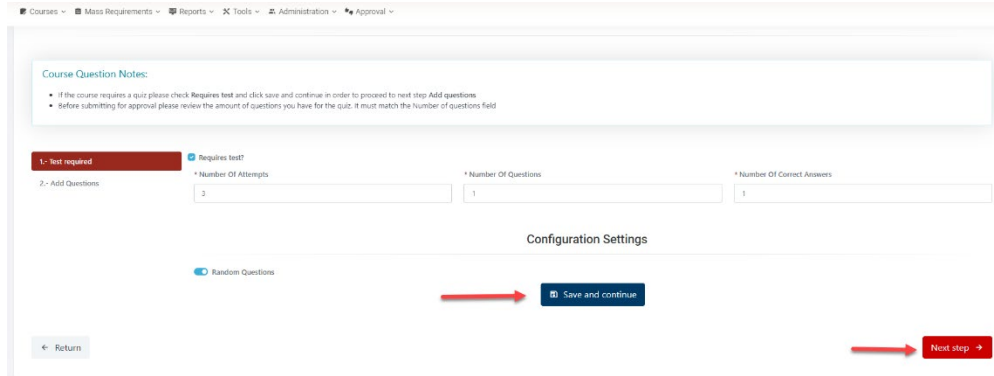 Courses Mass Requirements Reports Tools Administration Approval
Course Question Notes:
If the course requires a quiz please check Requires test and click save and continue in order to proceed to next step Add questions
Before submitting for approval please review the amount of questions you have for the quiz. It must match the Number of questions field
1.- Test required
Requires test?
* Number Of Attempts * Number Of Questions * Number Of Correct Answers
2.- Add Questions
2 1 1
Configuration Settings
Random Questions
Save and continue
← Return
Next step →